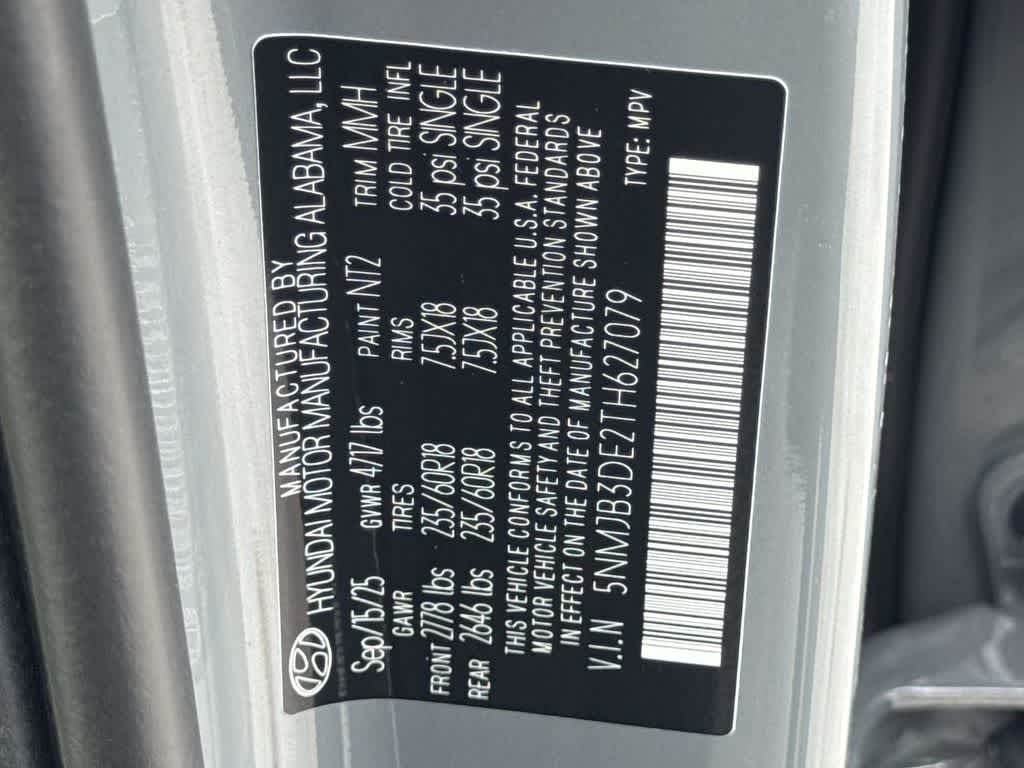 MANUFACTURED BY
HYUNDAI MOTOR MANUFACTURING ALABAMA, LLC
Sep/15/25 GVWR 4717 lbs PAINT NT2 TRIM MMH
GAWR TIRES RIMS COLD TIRE INFL
FRONT 2778 lbs 235/60R18 7.5JX18 35 psi SINGLE
REAR 2646 lbs 235/60R18 7.5JX18 35 psi SINGLE
THIS VEHICLE CONFORMS TO ALL APPLICABLE U.S.A. FEDERAL
MOTOR VEHICLE SAFETY AND THEFT PREVENTION STANDARDS
IN EFFECT ON THE DATE OF MANUFACTURE SHOWN ABOVE
V.I.N 5NMJB3DE2TH627079 TYPE: MPV